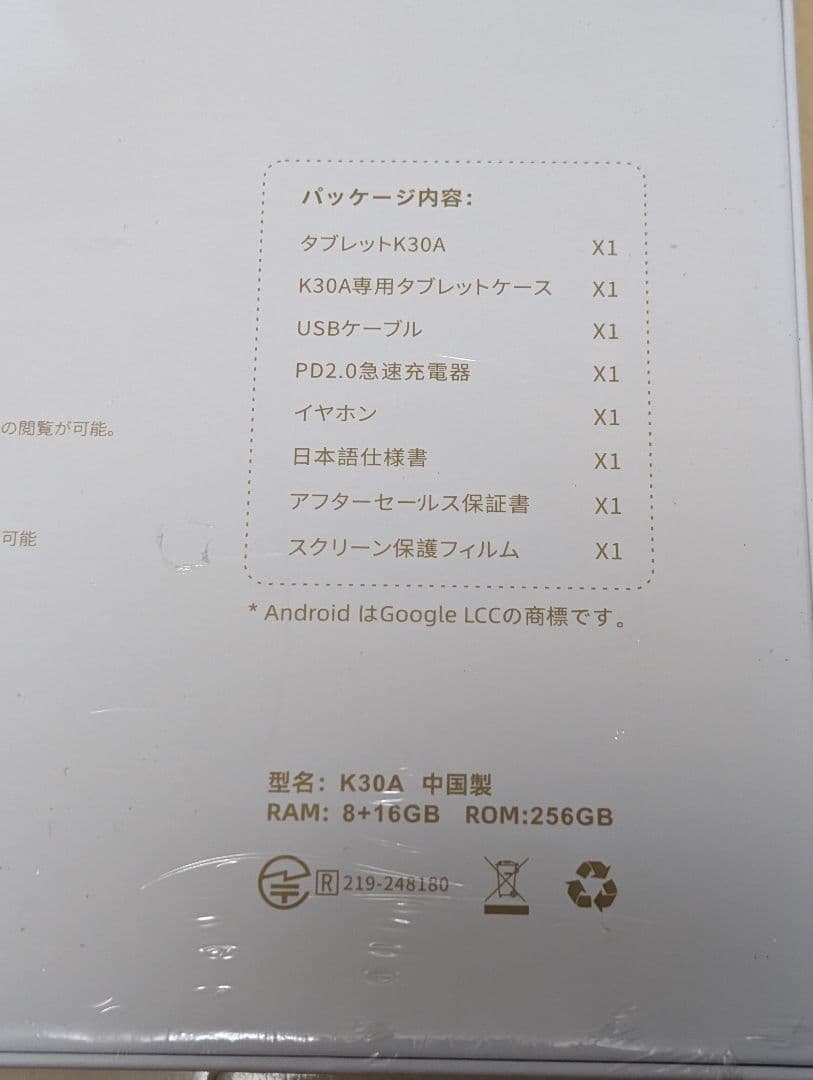 パッケージ内容:
タブレットK30A X1
K30A専用タブレットケース X1
USBケーブル X1
PD2.0急速充電器 X1
イヤホン X1
の閲覧が可能。
日本語仕様書 X1
アフターセールス保証書 X1
可能
スクリーン保護フィルム X1
* Android はGoogle LCCの商標です。
型名: K30A 中国製
RAM: 8+16GB ROM:256GB
R 219-248180